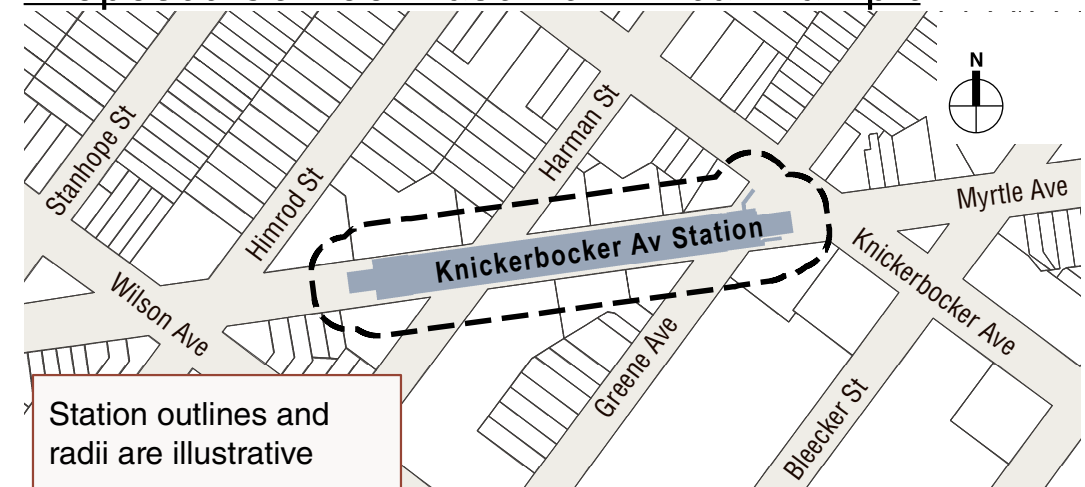 N
Stanhope St
Himrod St
Harman St
Myrtle Ave
Knickerbocker Av Station
Wilson Ave
Knickerbocker Ave
Greene Ave
Bleecker St
Station outlines and
radii are illustrative